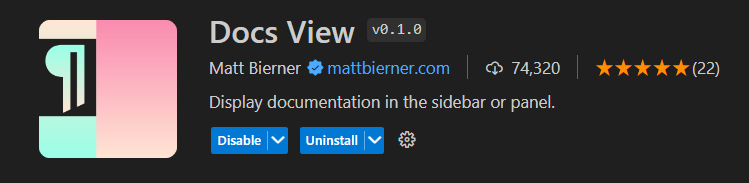 Docs View v0.1.0
Matt Bierner mattbierner.com 74,320 (22)
Display documentation in the sidebar or panel.
Disable Uninstall